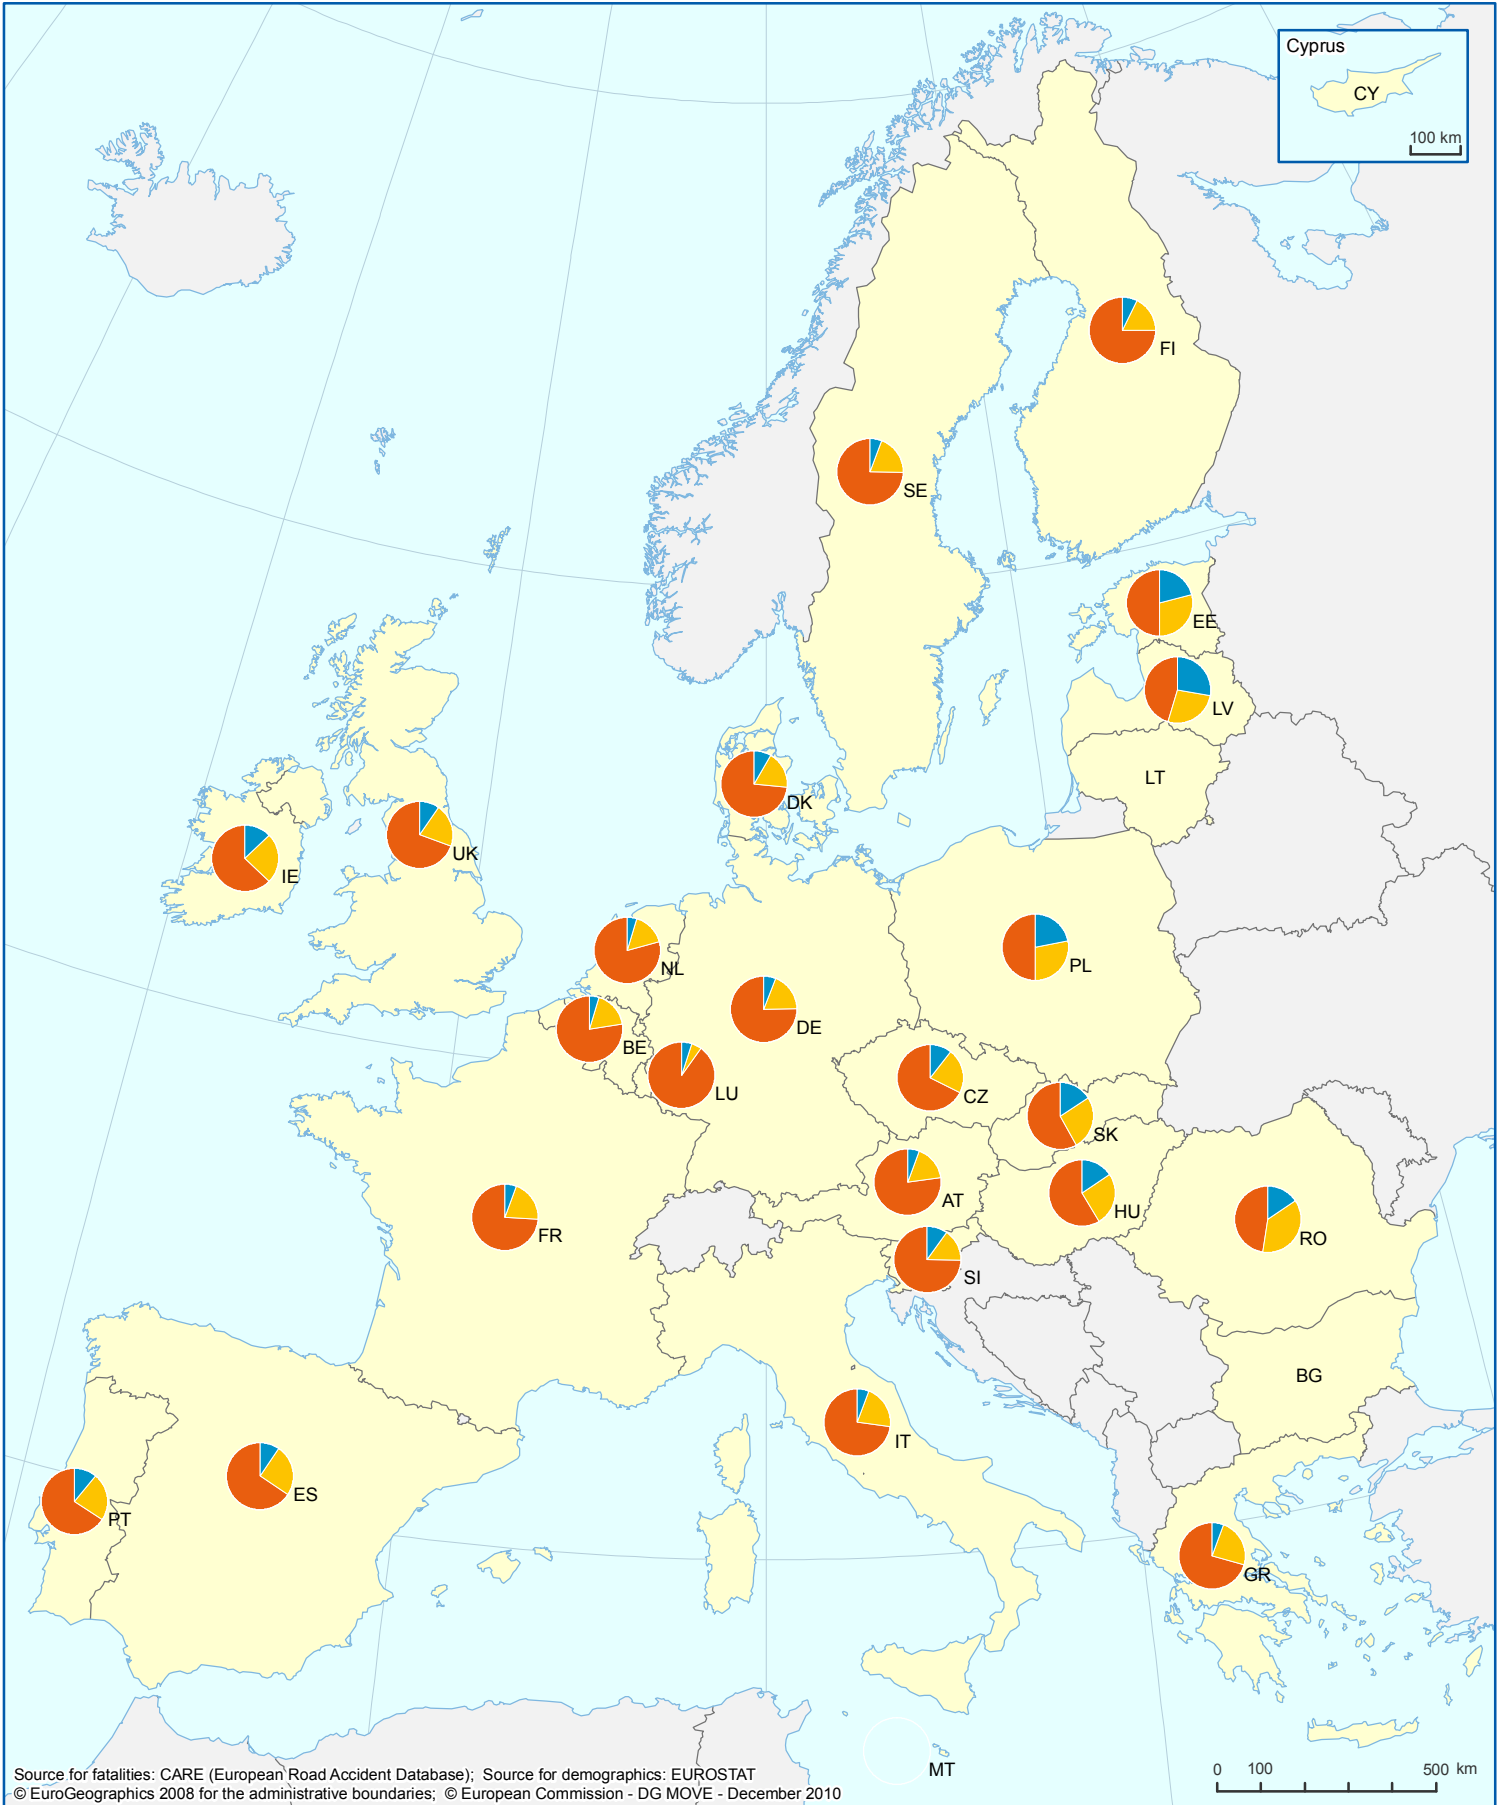 Cyprus
CY
100 km
FI
SE
EE
LV
LT
DK
UK
IE
NL
PL
DE
BE
LU
CZ
SK
AT
HU
FR
RO
SI
BG
IT
ES
PT
GR
MT
0 100 500 km
Source for fatalities: CARE (European Road Accident Database); Source for demographics: EUROSTAT
© EuroGeographics 2008 for the administrative boundaries; © European Commission - DG MOVE - December 2010